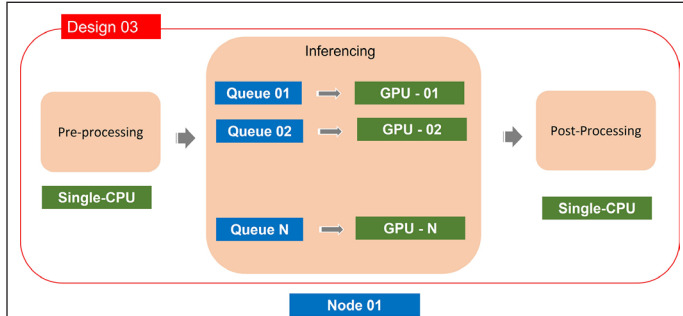 Design 03
Inferencing
Queue 01
GPU - 01
Queue 02
GPU - 02
Pre-processing
Post-Processing
Single-CPU
Single-CPU
Queue N
GPU - N
Node 01